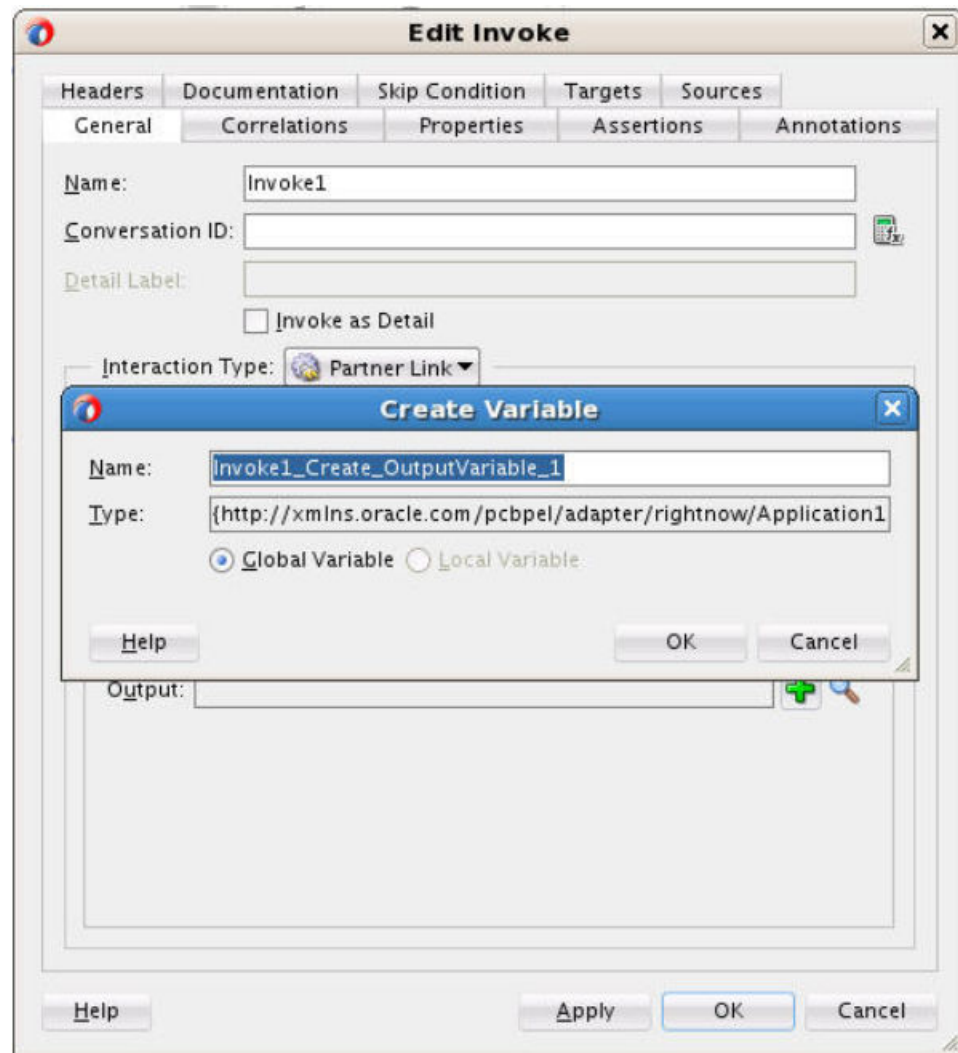 Edit Invoke
Headers Documentation Skip Condition Targets Sources
General Correlations Properties Assertions Annotations
Name: Invoke1
Conversation ID:
Detail Label:
Invoke as Detail
Interaction Type: Partner Link
Create Variable
Name: Invoke1_Create_OutputVariable_1
Type: {http://xmlns.oracle.com/pcbpel/adapter/rightnow/Application1
Global Variable Local Variable
Help OK Cancel
Output:
Help Apply OK Cancel